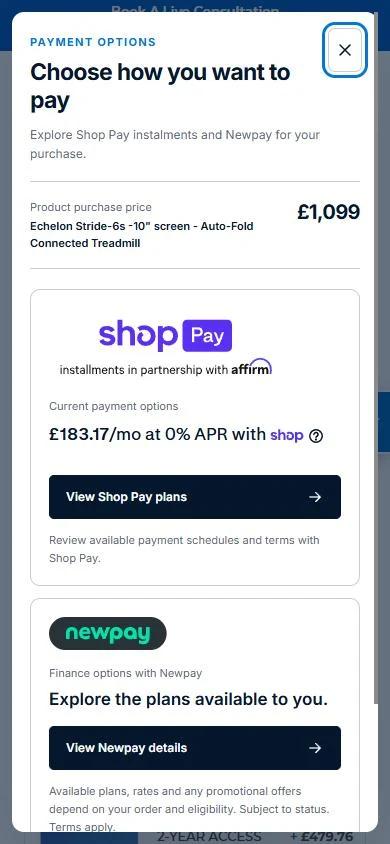 Book A Live Consultation
PAYMENT OPTIONS
Choose how you want to
pay
Explore Shop Pay instalments and Newpay for your
purchase.
Product purchase price
£1,099
Echelon Stride-6s -10" screen - Auto-Fold
Connected Treadmill
shop Pay
installments in partnership with affirm
Current payment options
£183.17/mo at 0% APR with shop
View Shop Pay plans
Review available payment schedules and terms with
Shop Pay.
newpay
Finance options with Newpay
Explore the plans available to you.
View Newpay details
Available plans, rates and any promotional offers
depend on your order and eligibility. Subject to status.
Terms apply.
2-YEAR ACCESS + £479.76